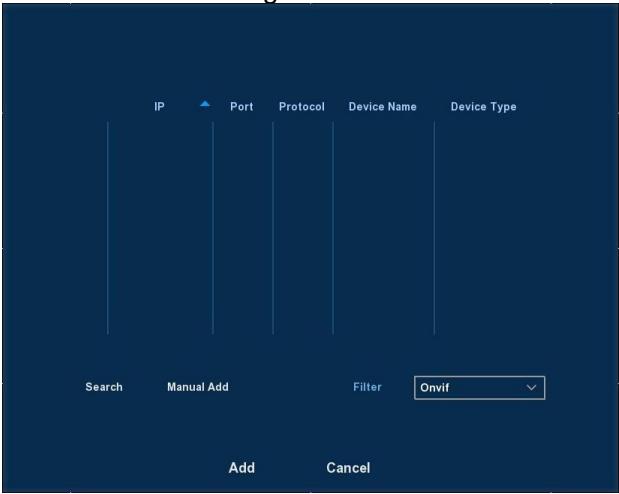 IP Port Protocol Device Name Device Type
Search Manual Add Filter Onvif
Add Cancel